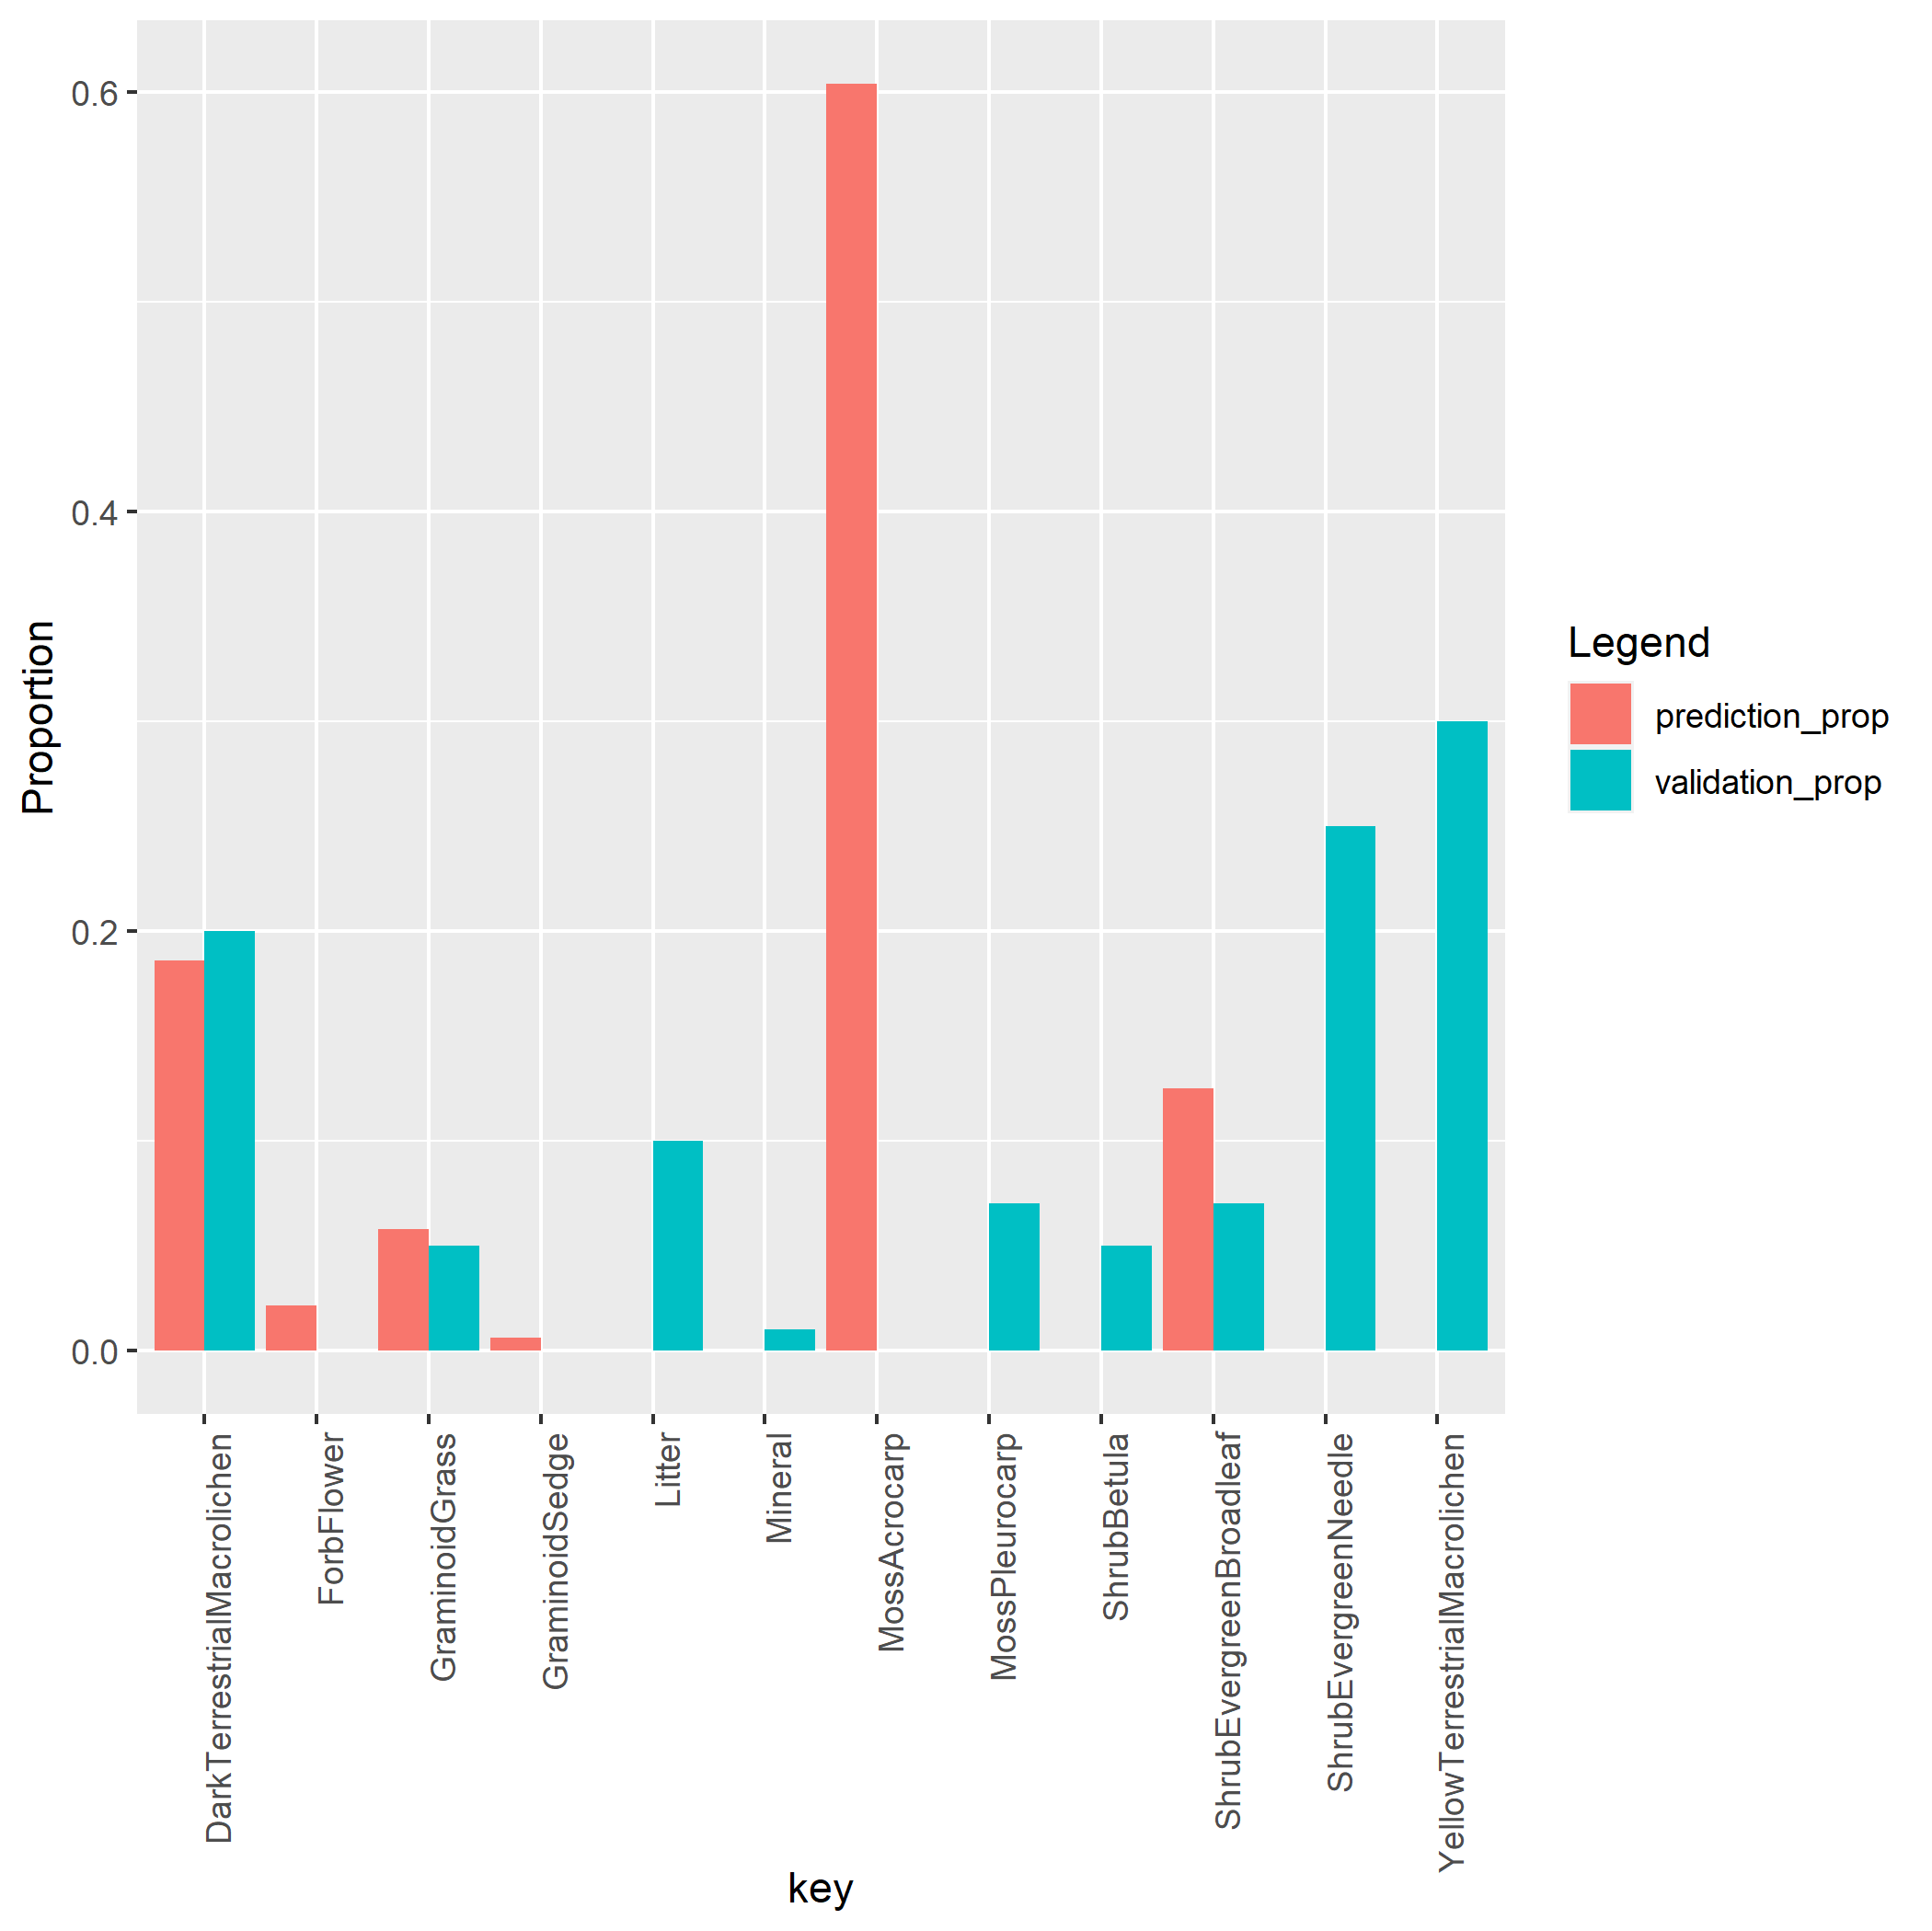 0.6
0.4
0.2
0.0
Proportion
DarkTerrestrialMacrolichen
ForbFlower
GraminoidGrass
GraminoidSedge
Litter
Mineral
MossAcrocarp
MossPleurocarp
ShrubBetula
ShrubEvergreenBroadleaf
ShrubEvergreenNeedle
YellowTerrestrialMacrolichen
key
Legend
prediction_prop
validation_prop